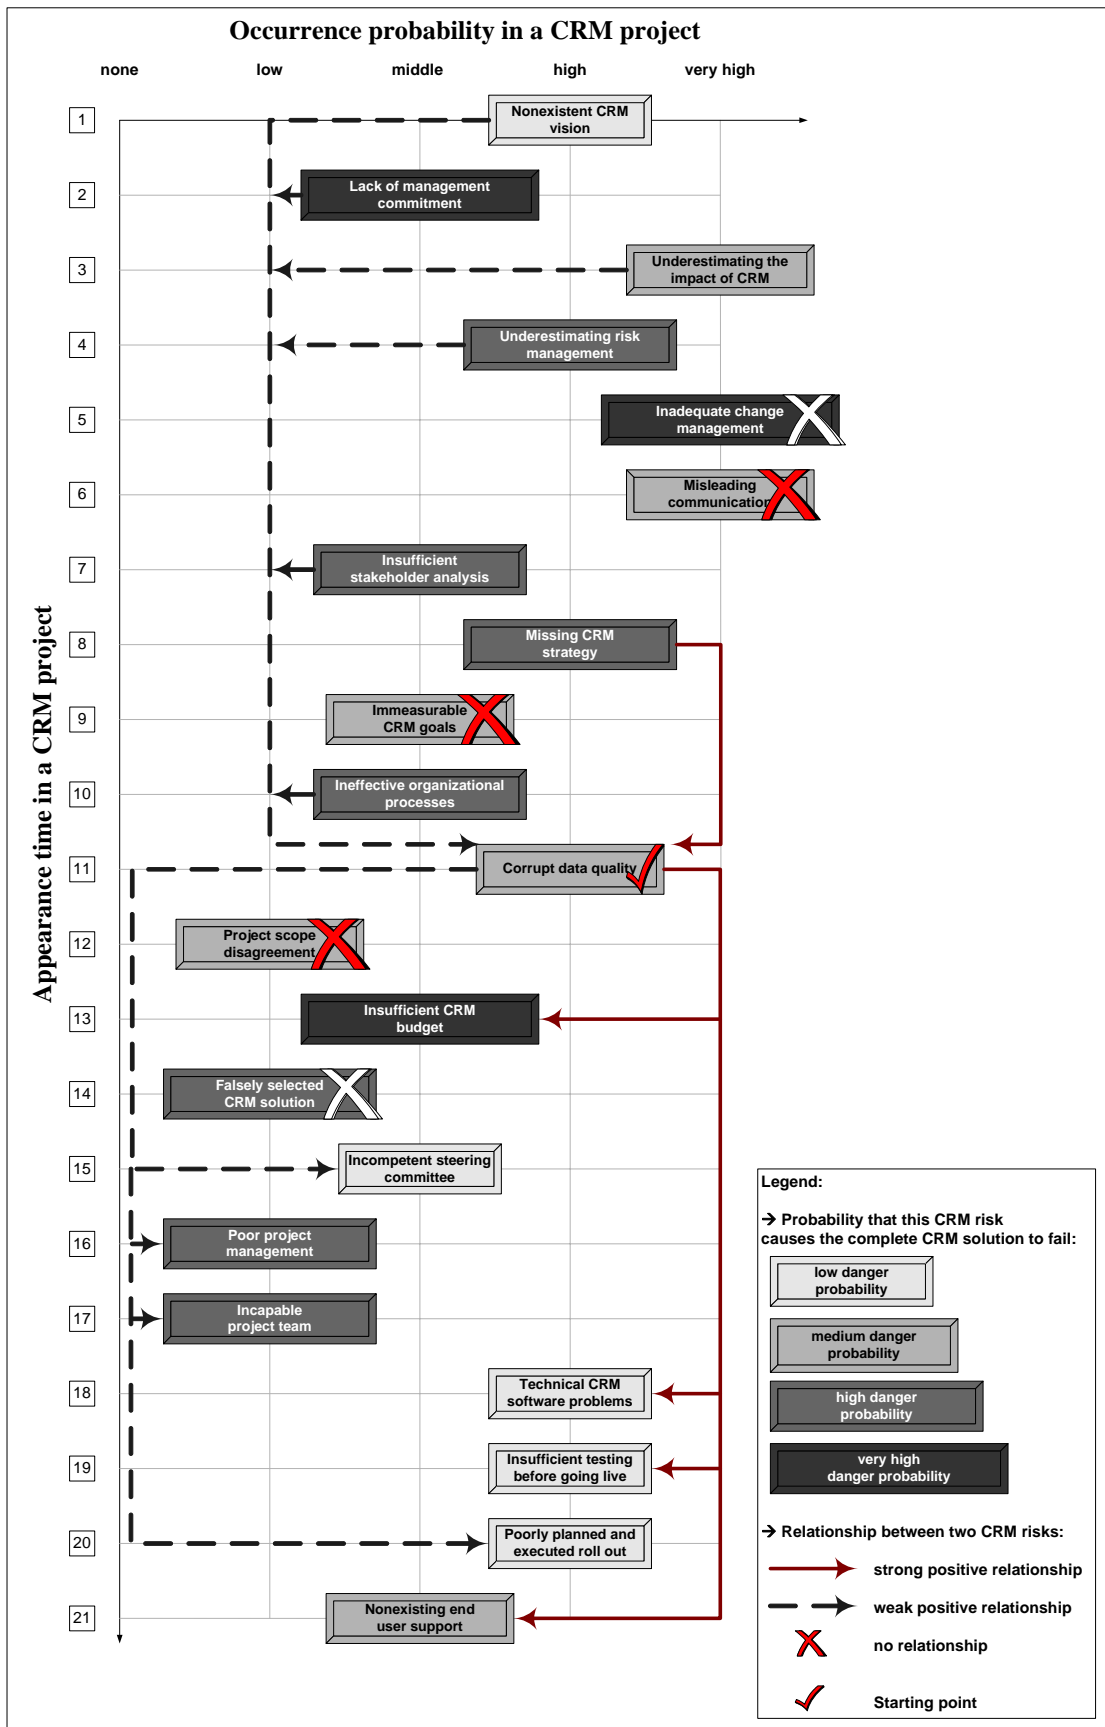 Occurrence probability in a CRM project
none low middle high very high
Appearance time in a CRM project
1
Nonexistent CRM
vision
2
Lack of management
commitment
3
Underestimating the
impact of CRM
4
Underestimating risk
management
5
Inadequate change
management
6
Misleading
communication
7
Insufficient
stakeholder analysis
8
Missing CRM
strategy
9
Immeasurable
CRM goals
10
Ineffective organizational
processes
11
Corrupt data quality
12
Project scope
disagreement
13
Insufficient CRM
budget
14
Falsely selected
CRM solution
15
Incompetent steering
committee
16
Poor project
management
17
Incapable
project team
18
Technical CRM
software problems
19
Insufficient testing
before going live
20
Poorly planned and
executed roll out
21
Nonexisting end
user support
Legend:
→ Probability that this CRM risk
causes the complete CRM solution to fail:
low danger
probability
medium danger
probability
high danger
probability
very high
danger probability
→ Relationship between two CRM risks:
strong positive relationship
weak positive relationship
no relationship
Starting point